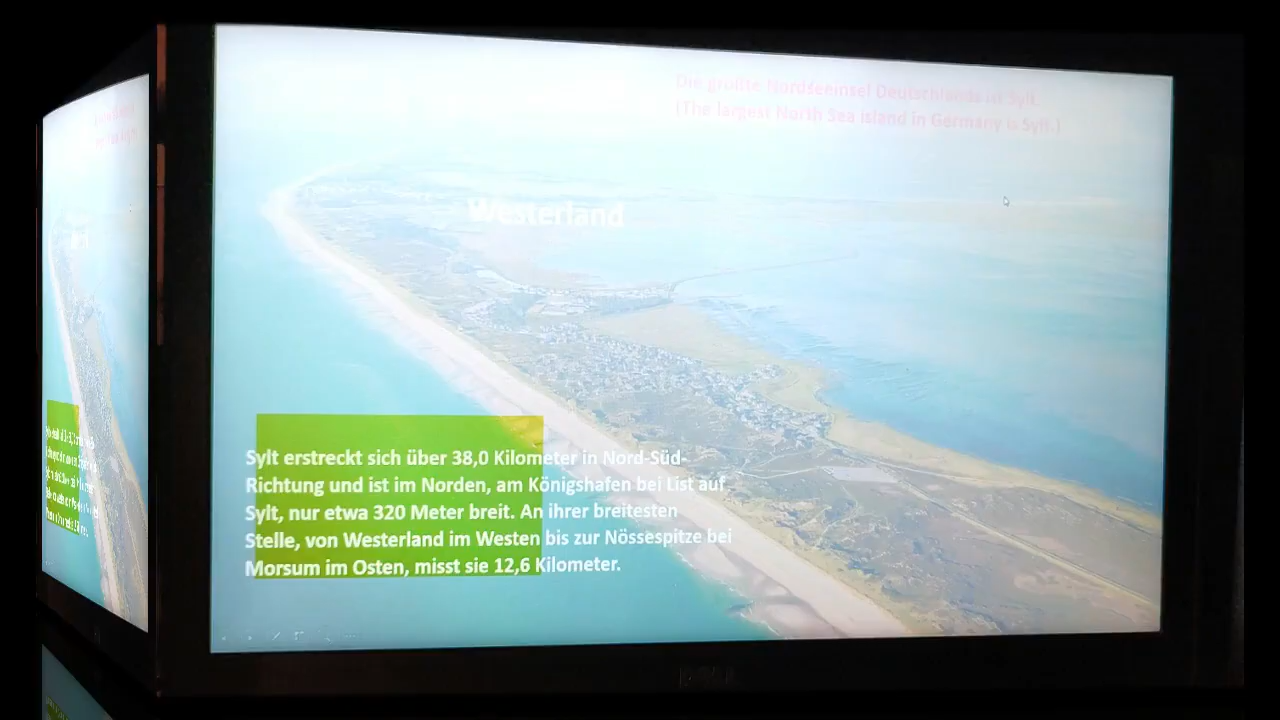 Die größte Nordseeinsel Deutschlands ist Sylt.
(The largest North Sea island in Germany is Sylt.)
Westerland
Sylt erstreckt sich über 38,0 Kilometer in Nord-Süd-
Richtung und ist im Norden, am Königshafen bei List auf
Sylt, nur etwa 320 Meter breit. An ihrer breitesten
Stelle, von Westerland im Westen bis zur Nössespitze bei
Morsum im Osten, misst sie 12,6 Kilometer.